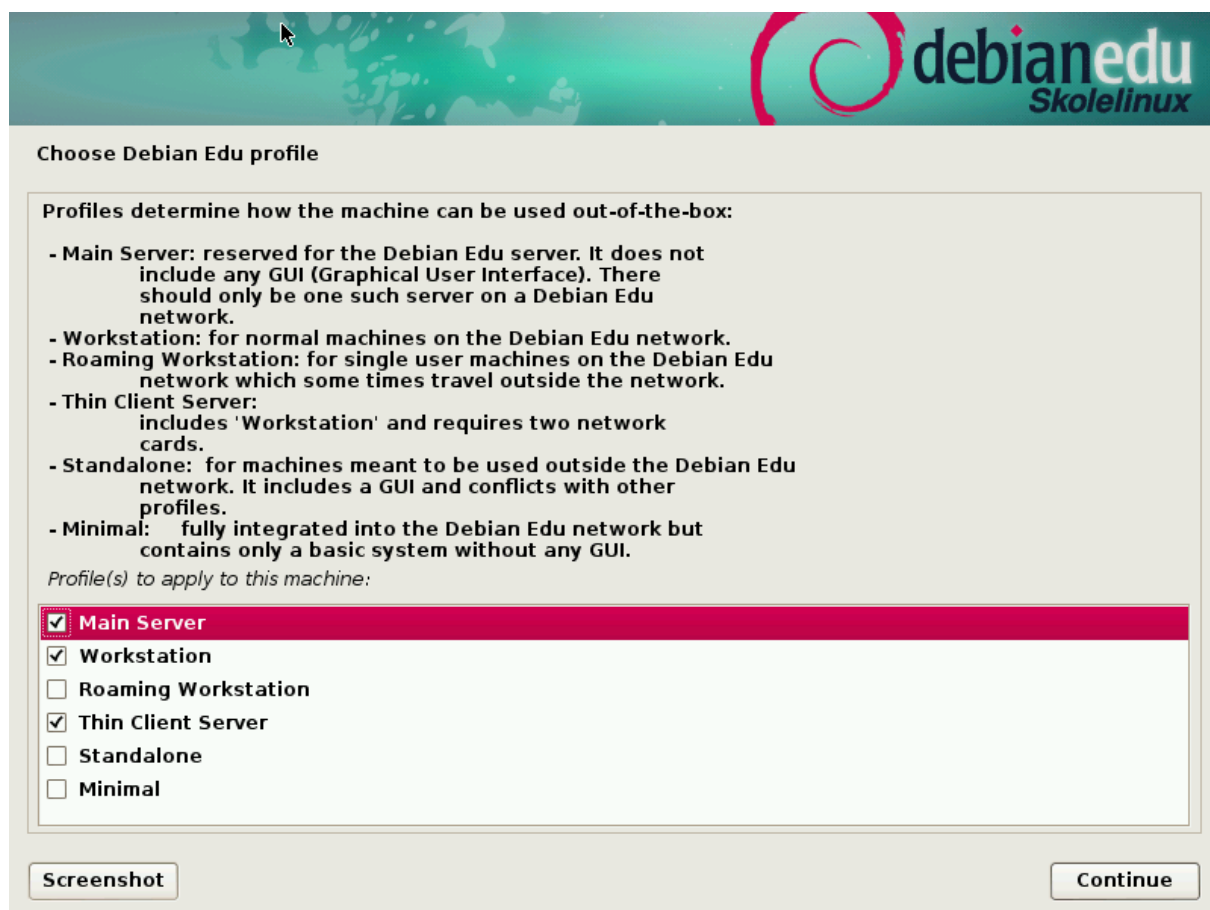 debianedu
Skolelinux
Choose Debian Edu profile
Profiles determine how the machine can be used out-of-the-box:
- Main Server: reserved for the Debian Edu server. It does not
include any GUI (Graphical User Interface). There
should only be one such server on a Debian Edu
network.
- Workstation: for normal machines on the Debian Edu network.
- Roaming Workstation: for single user machines on the Debian Edu
network which some times travel outside the network.
- Thin Client Server:
includes 'Workstation' and requires two network
cards.
- Standalone: for machines meant to be used outside the Debian Edu
network. It includes a GUI and conflicts with other
profiles.
- Minimal: fully integrated into the Debian Edu network but
contains only a basic system without any GUI.
Profile(s) to apply to this machine:
Main Server
Workstation
Roaming Workstation
Thin Client Server
Standalone
Minimal
Screenshot
Continue